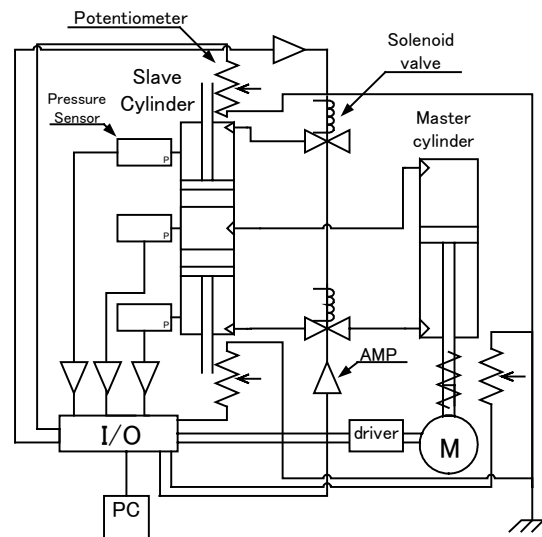 Potentiometer
Solenoid
valve
Slave
Cylinder
Pressure
Sensor
Master
cylinder
P
P
P
AMP
I/O
driver
M
PC